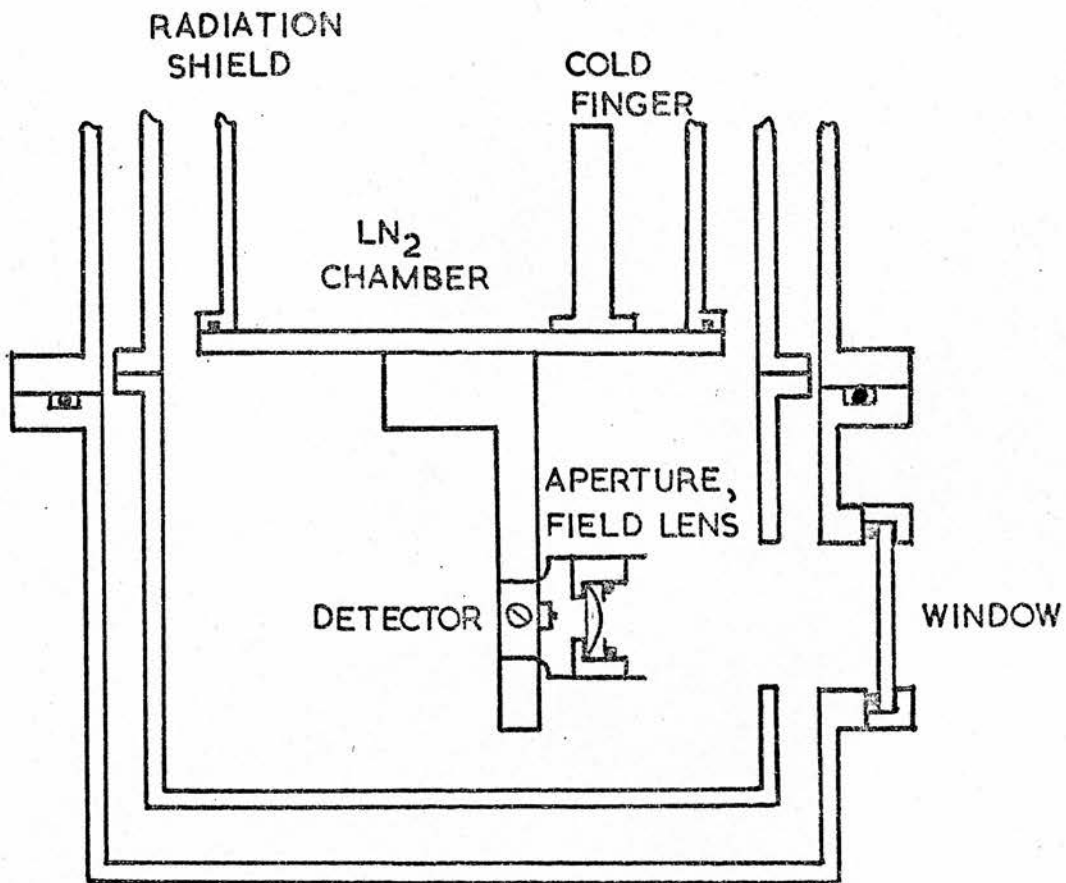 RADIATION
SHIELD
COLD
FINGER
LN2
CHAMBER
APERTURE,
FIELD LENS
DETECTOR
WINDOW